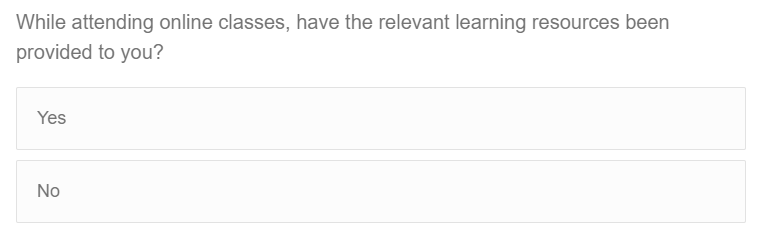 While attending online classes, have the relevant learning resources been
provided to you?
Yes
No